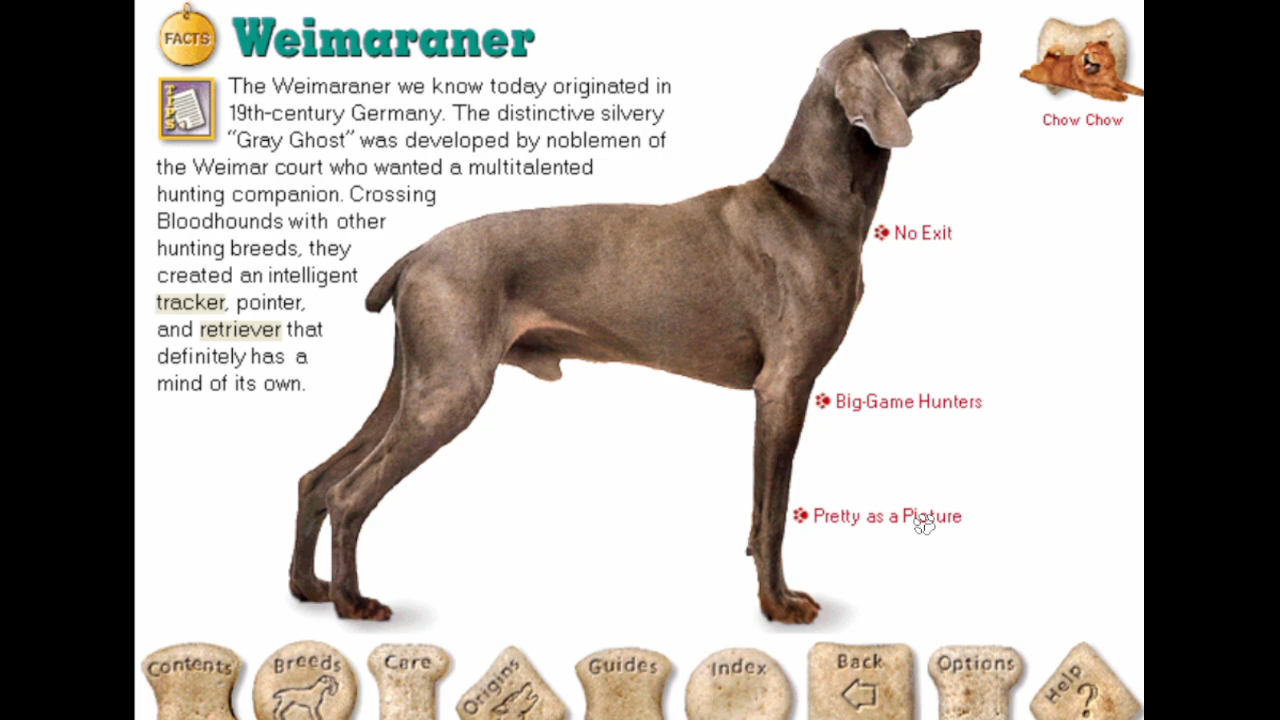 FACTS
Weimaraner
TIPS
The Weimaraner we know today originated in
19th-century Germany. The distinctive silvery
“Gray Ghost” was developed by noblemen of
the Weimar court who wanted a multitalented
hunting companion. Crossing
Bloodhounds with other
hunting breeds, they
created an intelligent
tracker, pointer,
and retriever that
definitely has a
mind of its own.
Chow Chow
No Exit
Big-Game Hunters
Pretty as a Picture
Contents Breeds Care Origins Guides Index Back Options Help